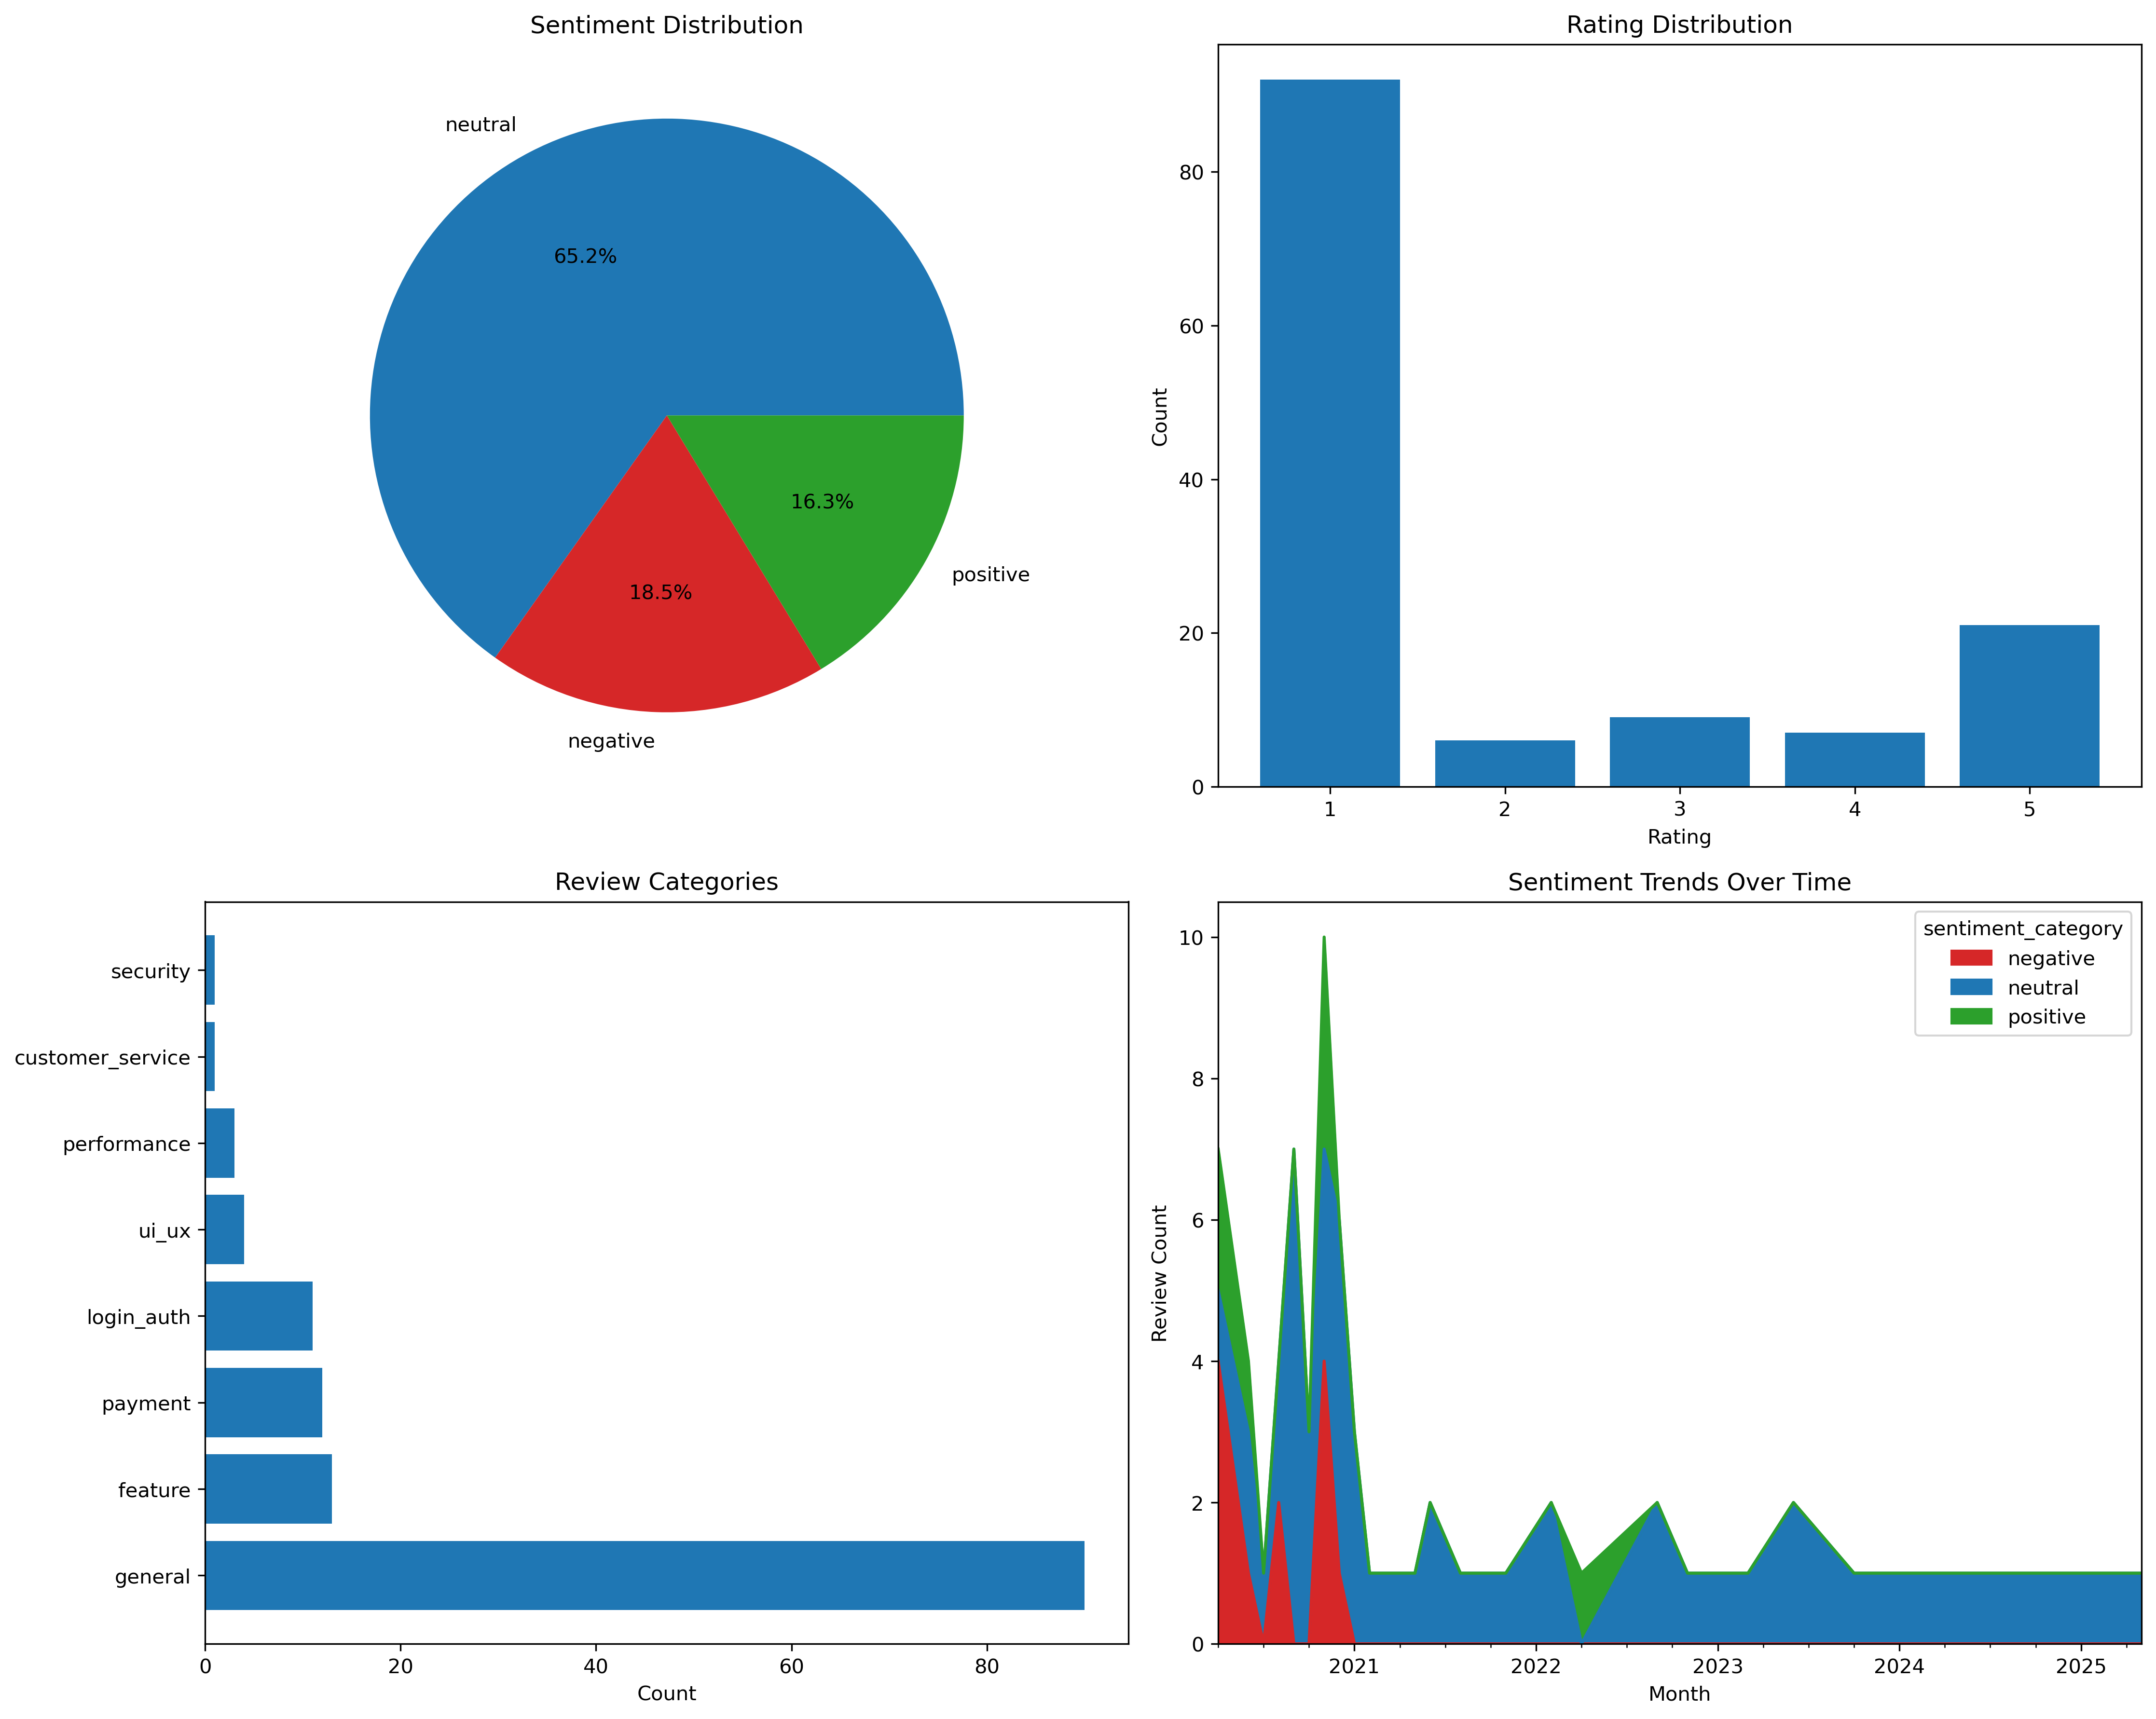 Sentiment Distribution
neutral
65.2%
16.3%
positive
18.5%
negative
Rating Distribution
Count
80
60
40
20
0
1 2 3 4 5
Rating
Review Categories
security
customer_service
performance
ui_ux
login_auth
payment
feature
general
0 20 40 60 80
Count
Sentiment Trends Over Time
sentiment_category
negative
neutral
positive
Review Count
10
8
6
4
2
0
2021 2022 2023 2024 2025
Month